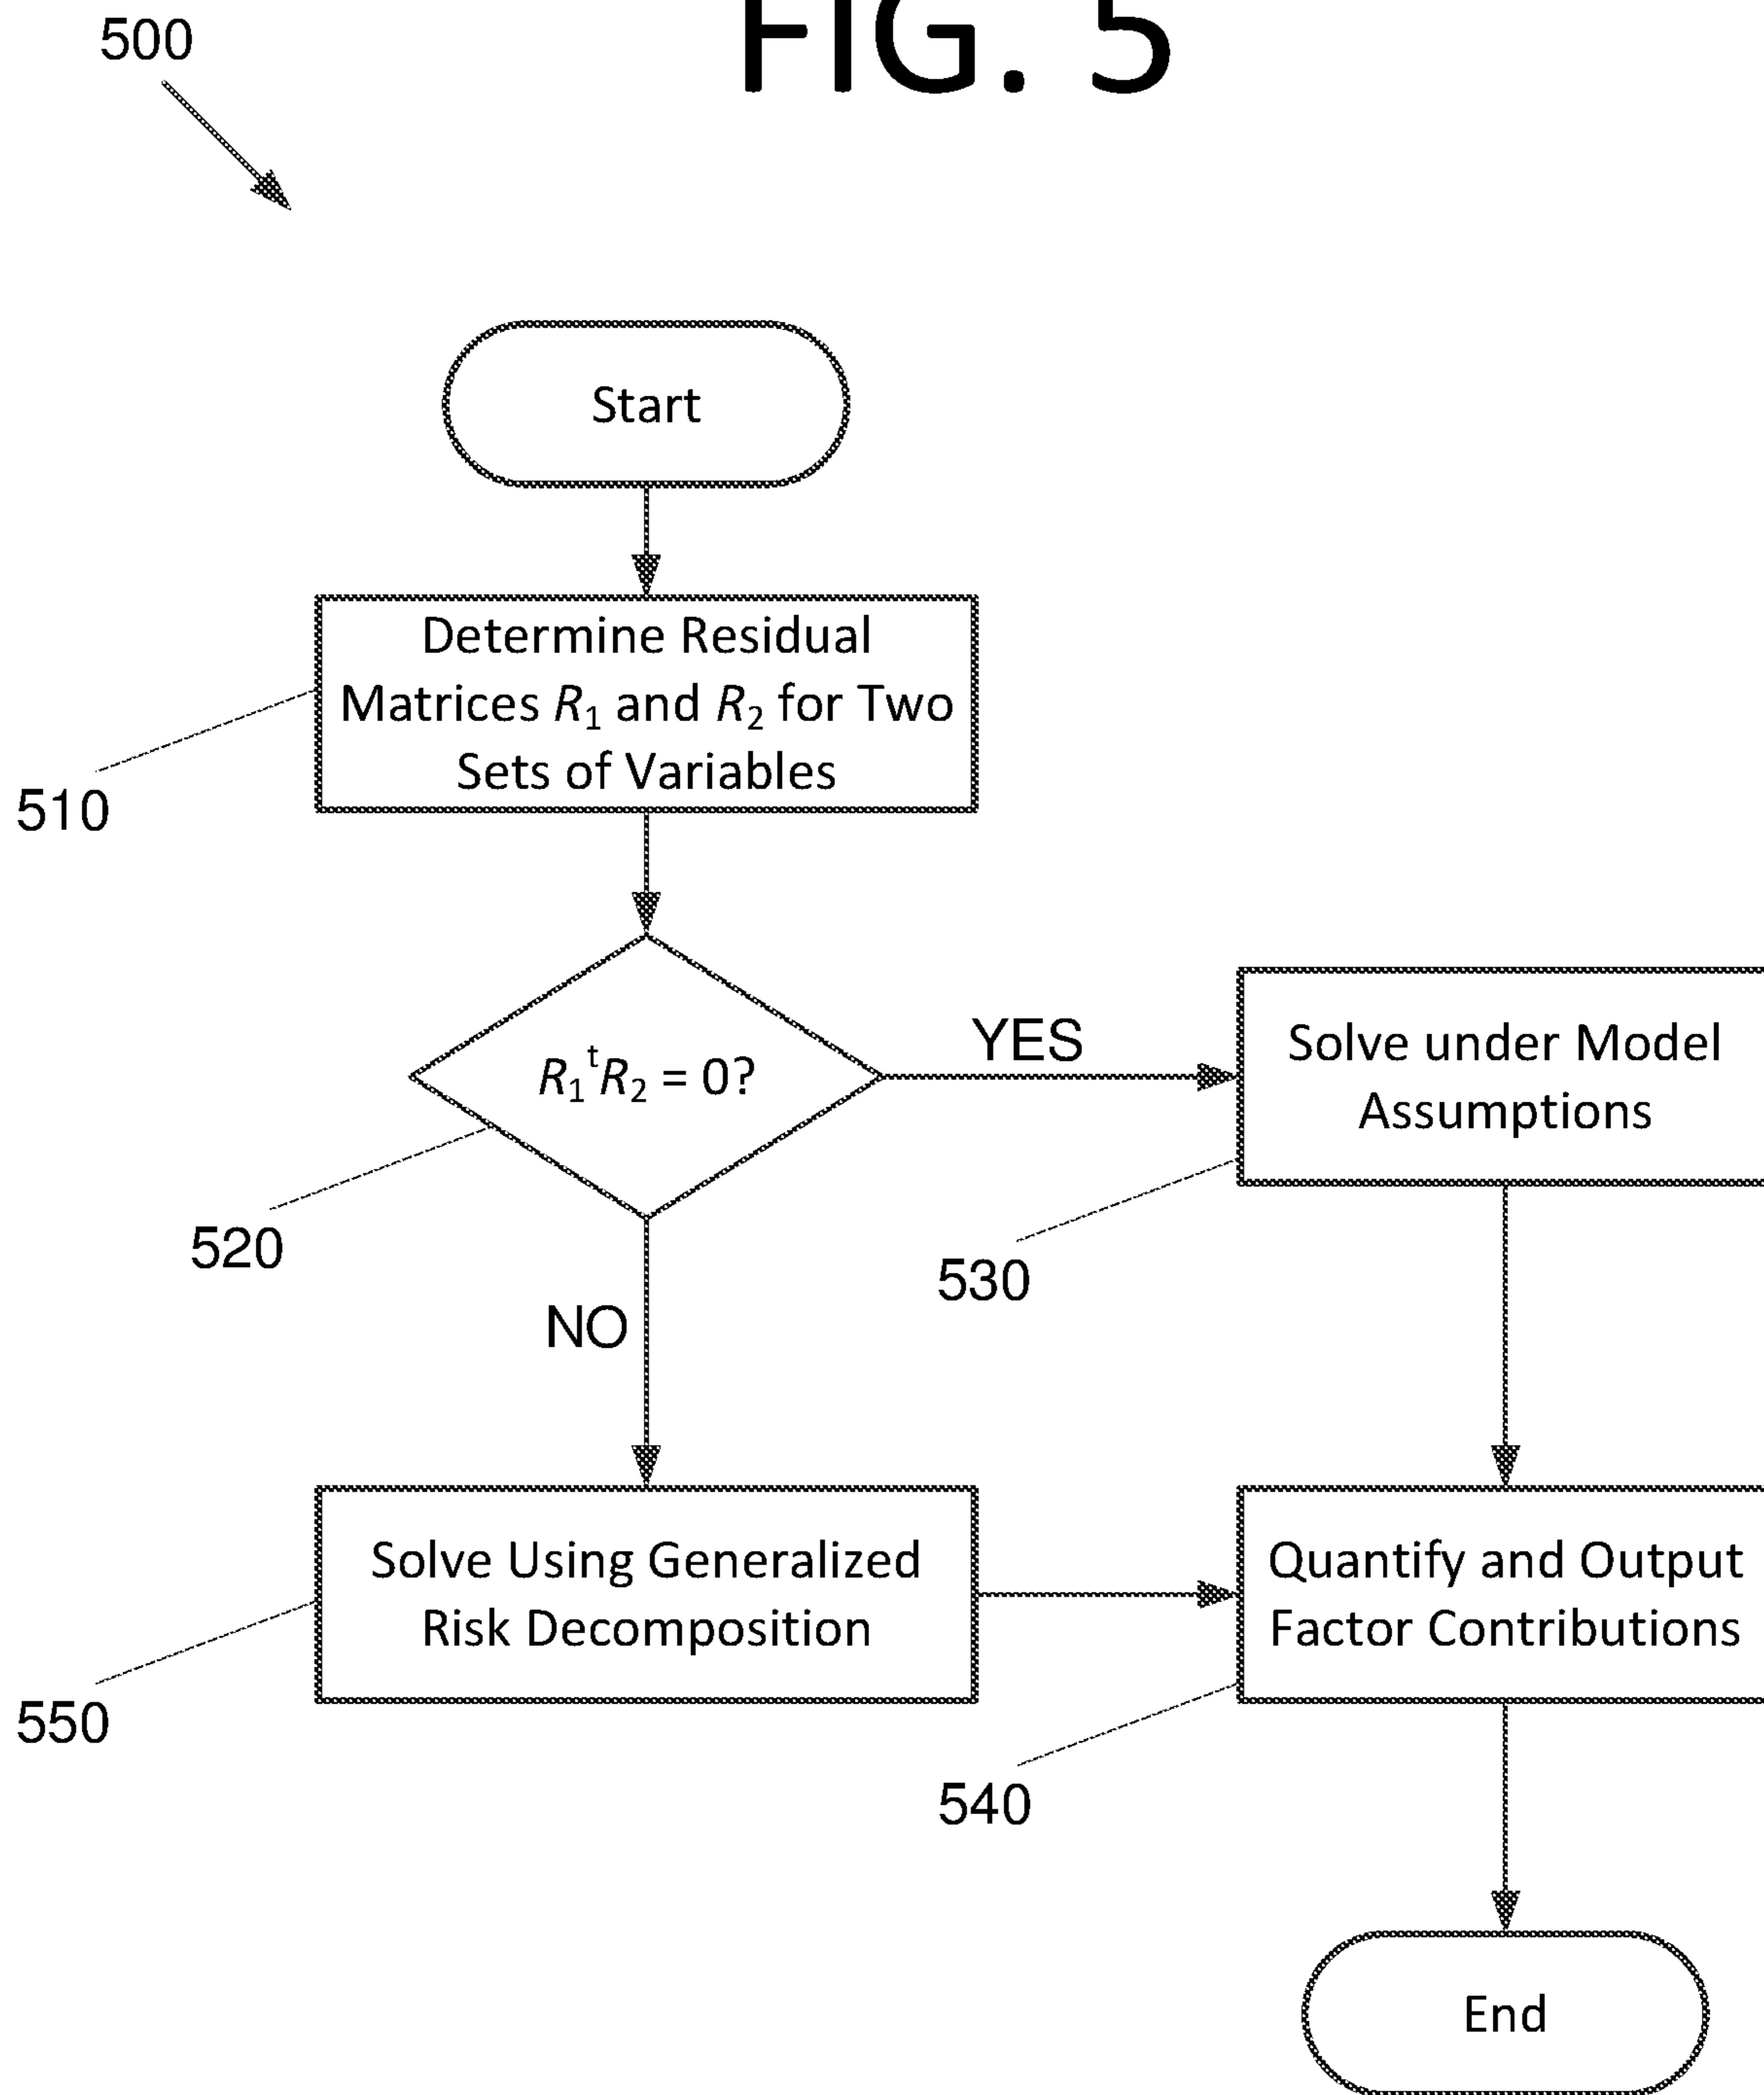 FIG. 5
500
Start
Determine Residual
Matrices R₁ and R₂ for Two
Sets of Variables
510
R₁ᵗR₂ = 0?
YES
520
NO
Solve under Model
Assumptions
530
Solve Using Generalized
Risk Decomposition
550
Quantify and Output
Factor Contributions
540
End